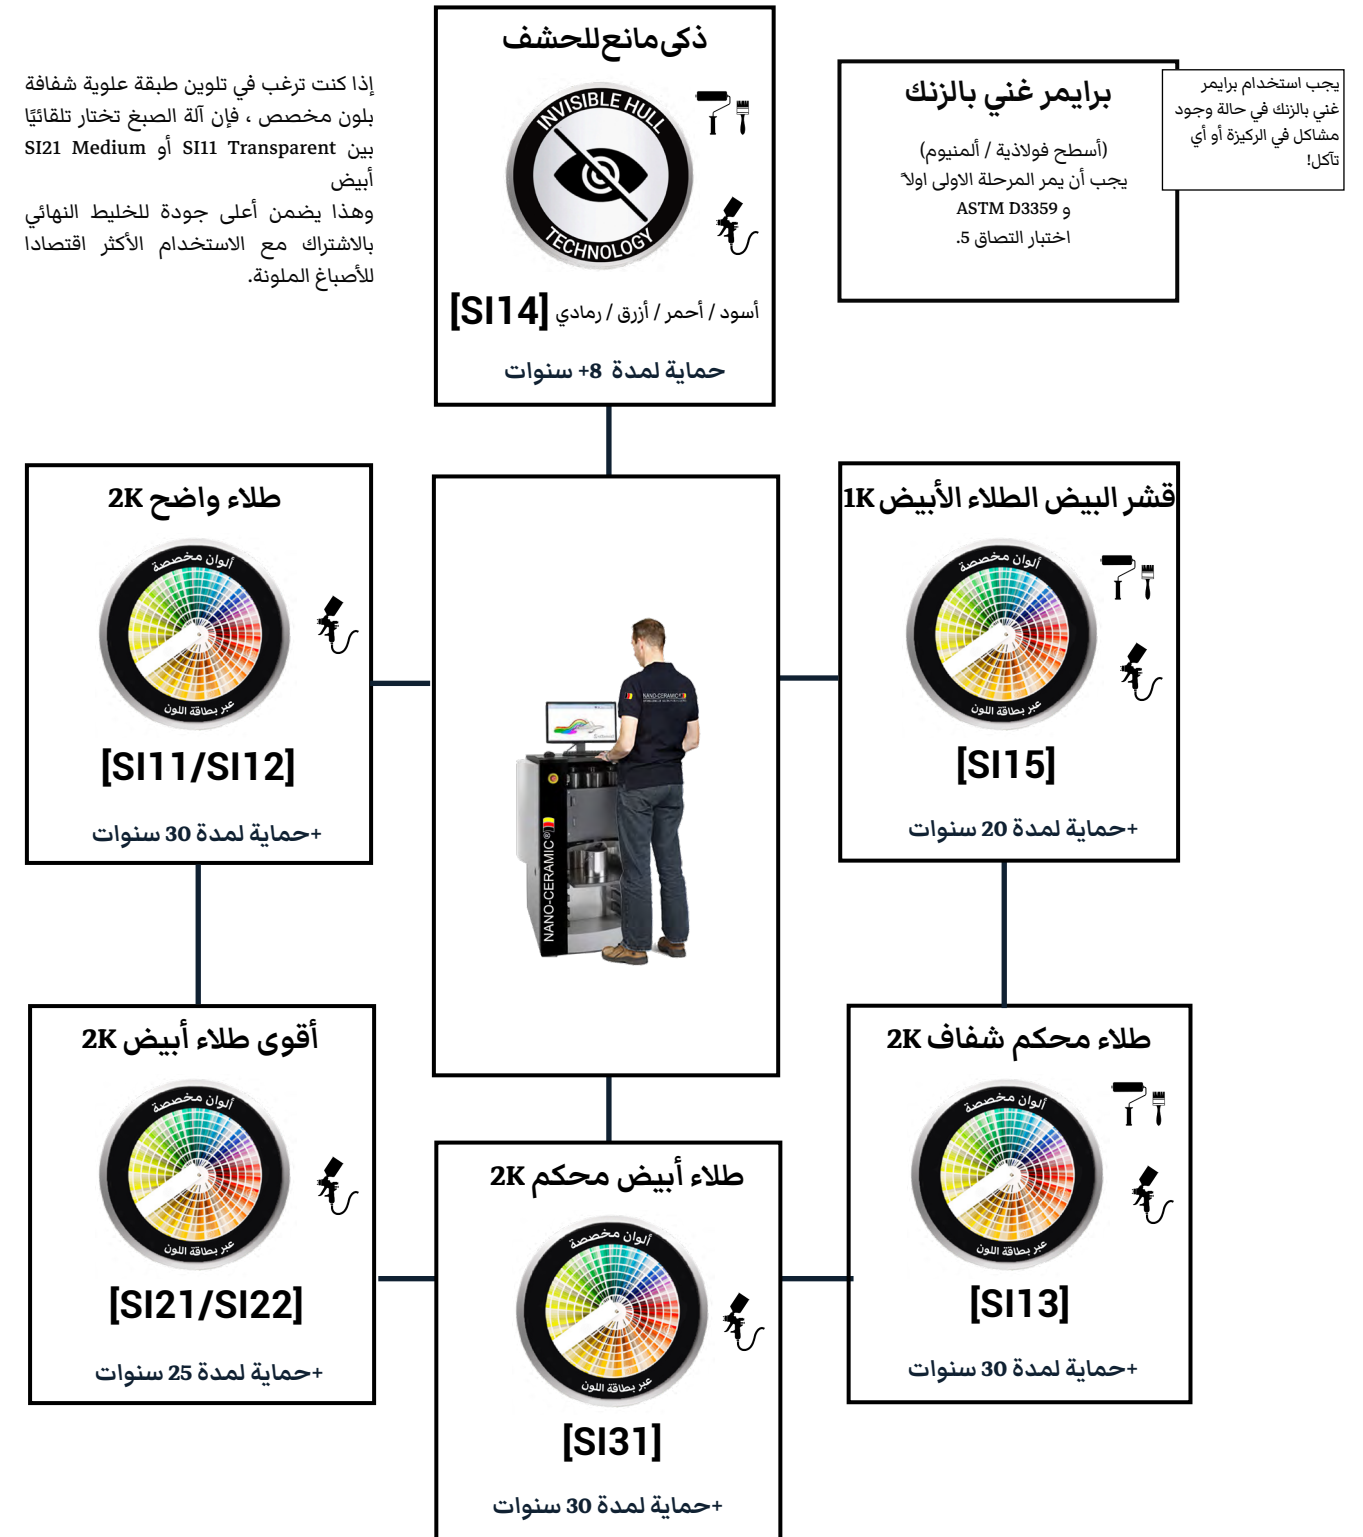 إذا كنت ترغب في تلوين طبقة علوية شفافة
بلون مخصص ، فإن آلة الصبغ تختار تلقائيًا
بين SI11 Transparent أو SI21 Medium
أبيض
وهذا يضمن أعلى جودة للخليط النهائي
بالاشتراك مع الاستخدام الأكثر اقتصادا
للأصباغ الملونة.
ذكى مانع للحشف
INVISIBLE HULL
TECHNOLOGY
[SI14] أسود / أحمر / أزرق / رمادي
حماية لمدة 8+ سنوات
برايمر غني بالزنك
(أسطح فولاذية / ألمنيوم)
يجب أن يمر المرحلة الاولى اولاً
و ASTM D3359
اختبار التصاق 5.
يجب استخدام برايمر
غني بالزنك في حالة وجود
مشاكل في الركيزة أو أي
تآكل!
طلاء واضح 2K
ألوان مخصصة
عبر بطاقة اللون
[SI11/SI12]
+حماية لمدة 30 سنوات
NANO-CERAMIC®
NANO-CERAMIC®
قشر البيض الطلاء الأبيض 1K
ألوان مخصصة
عبر بطاقة اللون
[SI15]
+حماية لمدة 20 سنوات
أقوى طلاء أبيض 2K
ألوان مخصصة
عبر بطاقة اللون
[SI21/SI22]
+حماية لمدة 25 سنوات
طلاء أبيض محكم 2K
ألوان مخصصة
عبر بطاقة اللون
[SI31]
+حماية لمدة 30 سنوات
طلاء محكم شفاف 2K
ألوان مخصصة
عبر بطاقة اللون
[SI13]
+حماية لمدة 30 سنوات